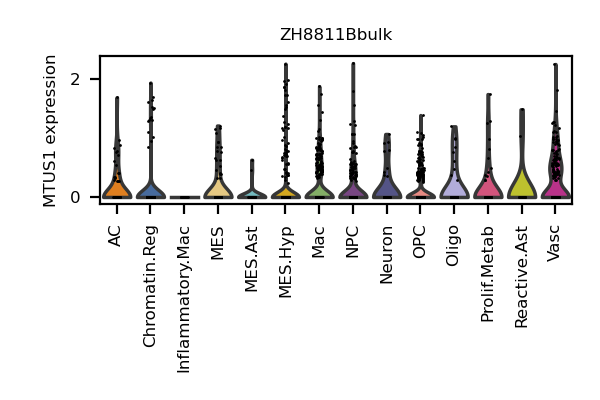 ZH8811Bbulk
MTUS1 expression
2
0
AC
Chromatin.Reg
Inflammatory.Mac
MES
MES.Ast
MES.Hyp
Mac
NPC
Neuron
OPC
Oligo
Prolif.Metab
Reactive.Ast
Vasc